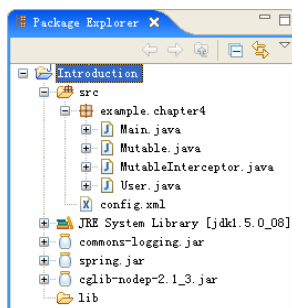 Package Explorer
Introduction
src
example.chapter4
Main.java
Mutable.java
MutableInterceptor.java
User.java
config.xml
JRE System Library [jdk1.5.0_08]
commons-logging.jar
spring.jar
cglib-nodep-2.1_3.jar
lib